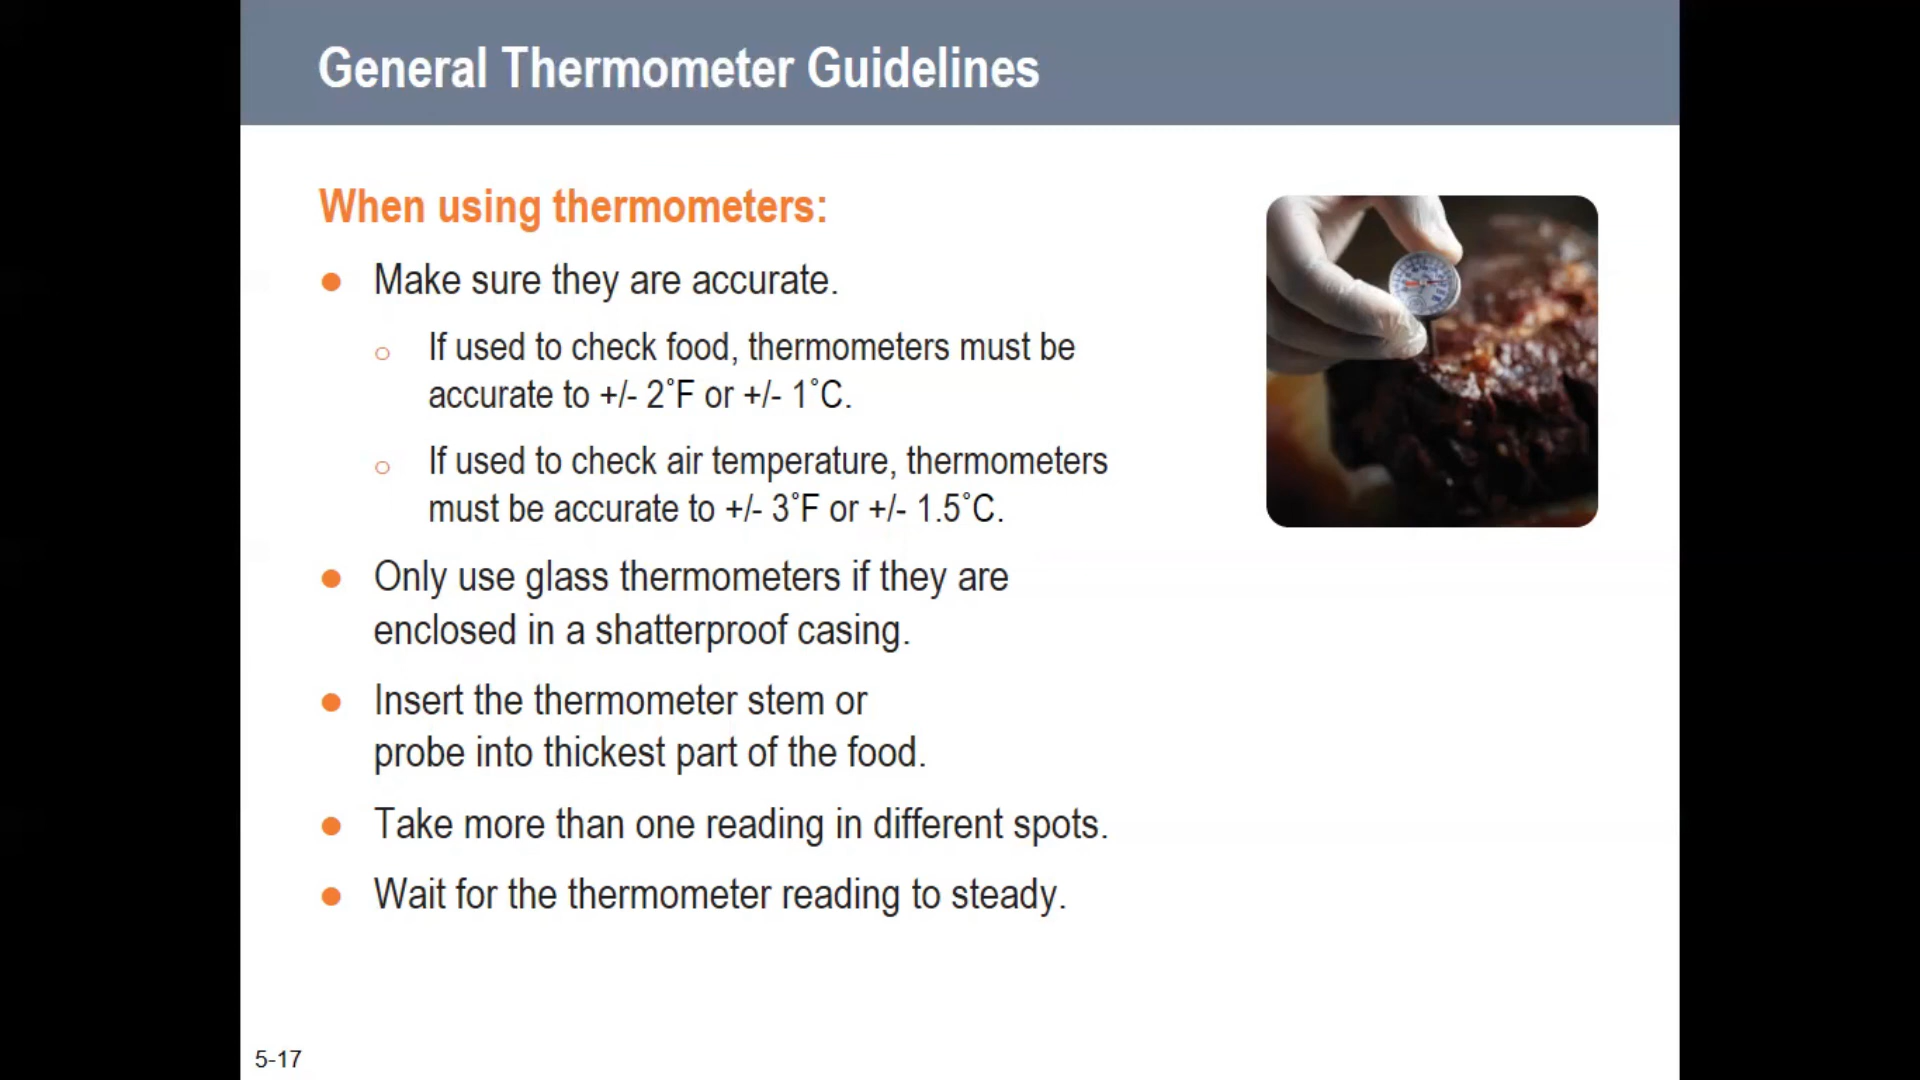 General Thermometer Guidelines
When using thermometers:
● Make sure they are accurate.
○ If used to check food, thermometers must be
accurate to +/- 2˚F or +/- 1˚C.
○ If used to check air temperature, thermometers
must be accurate to +/- 3˚F or +/- 1.5˚C.
● Only use glass thermometers if they are
enclosed in a shatterproof casing.
● Insert the thermometer stem or
probe into thickest part of the food.
● Take more than one reading in different spots.
● Wait for the thermometer reading to steady.
5-17